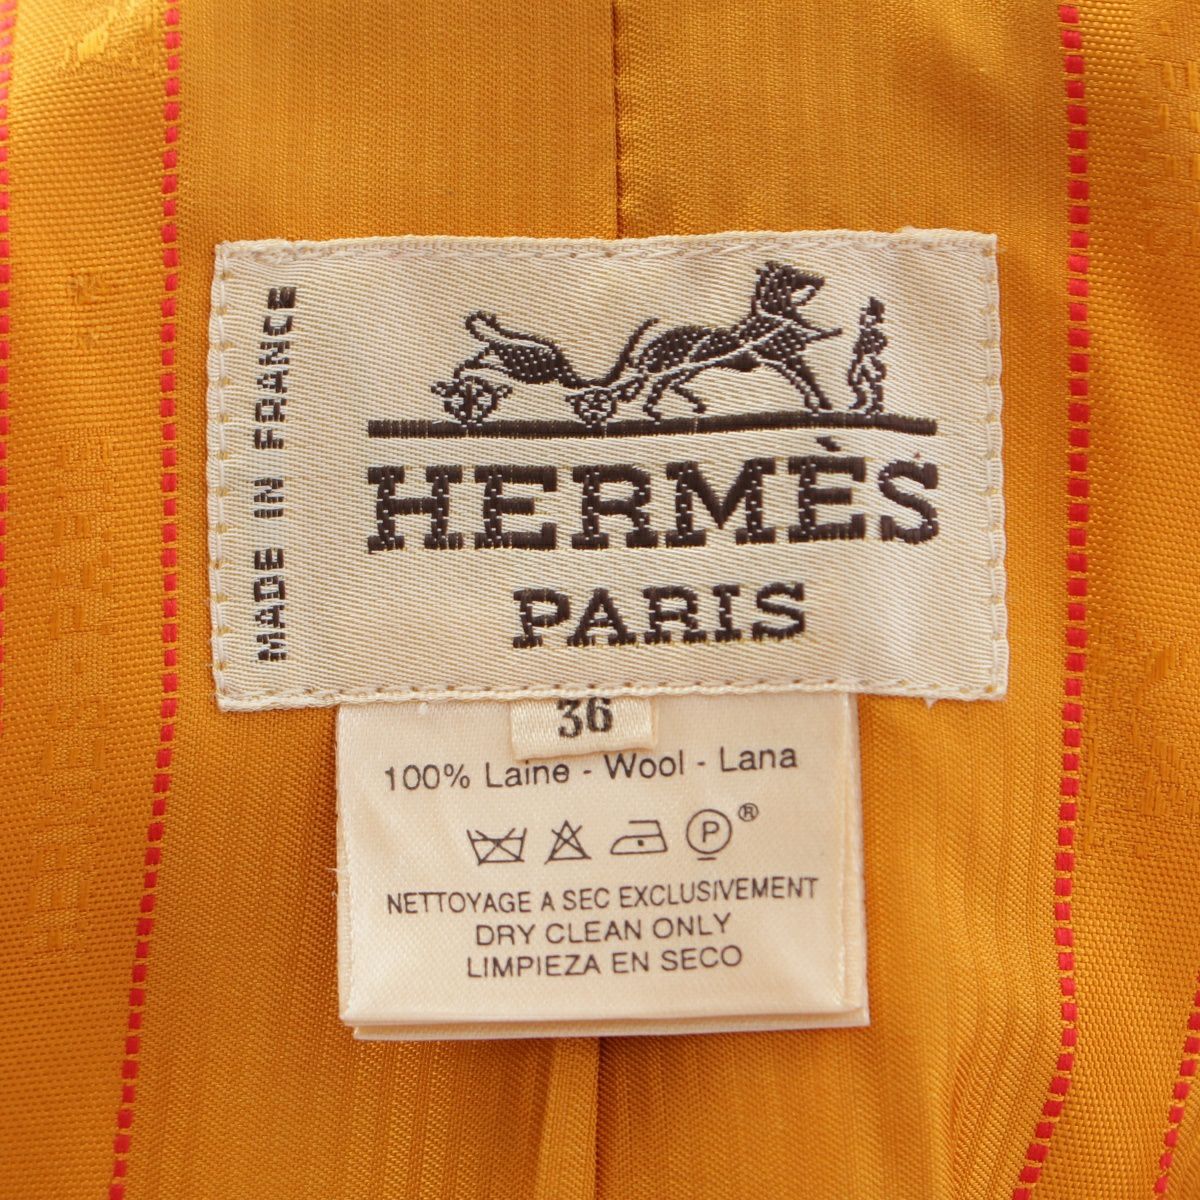 MADE IN FRANCE
HERMÈS
PARIS
36
100% Laine - Wool - Lana
P ®
NETTOYAGE A SEC EXCLUSIVEMENT
DRY CLEAN ONLY
LIMPIEZA EN SECO